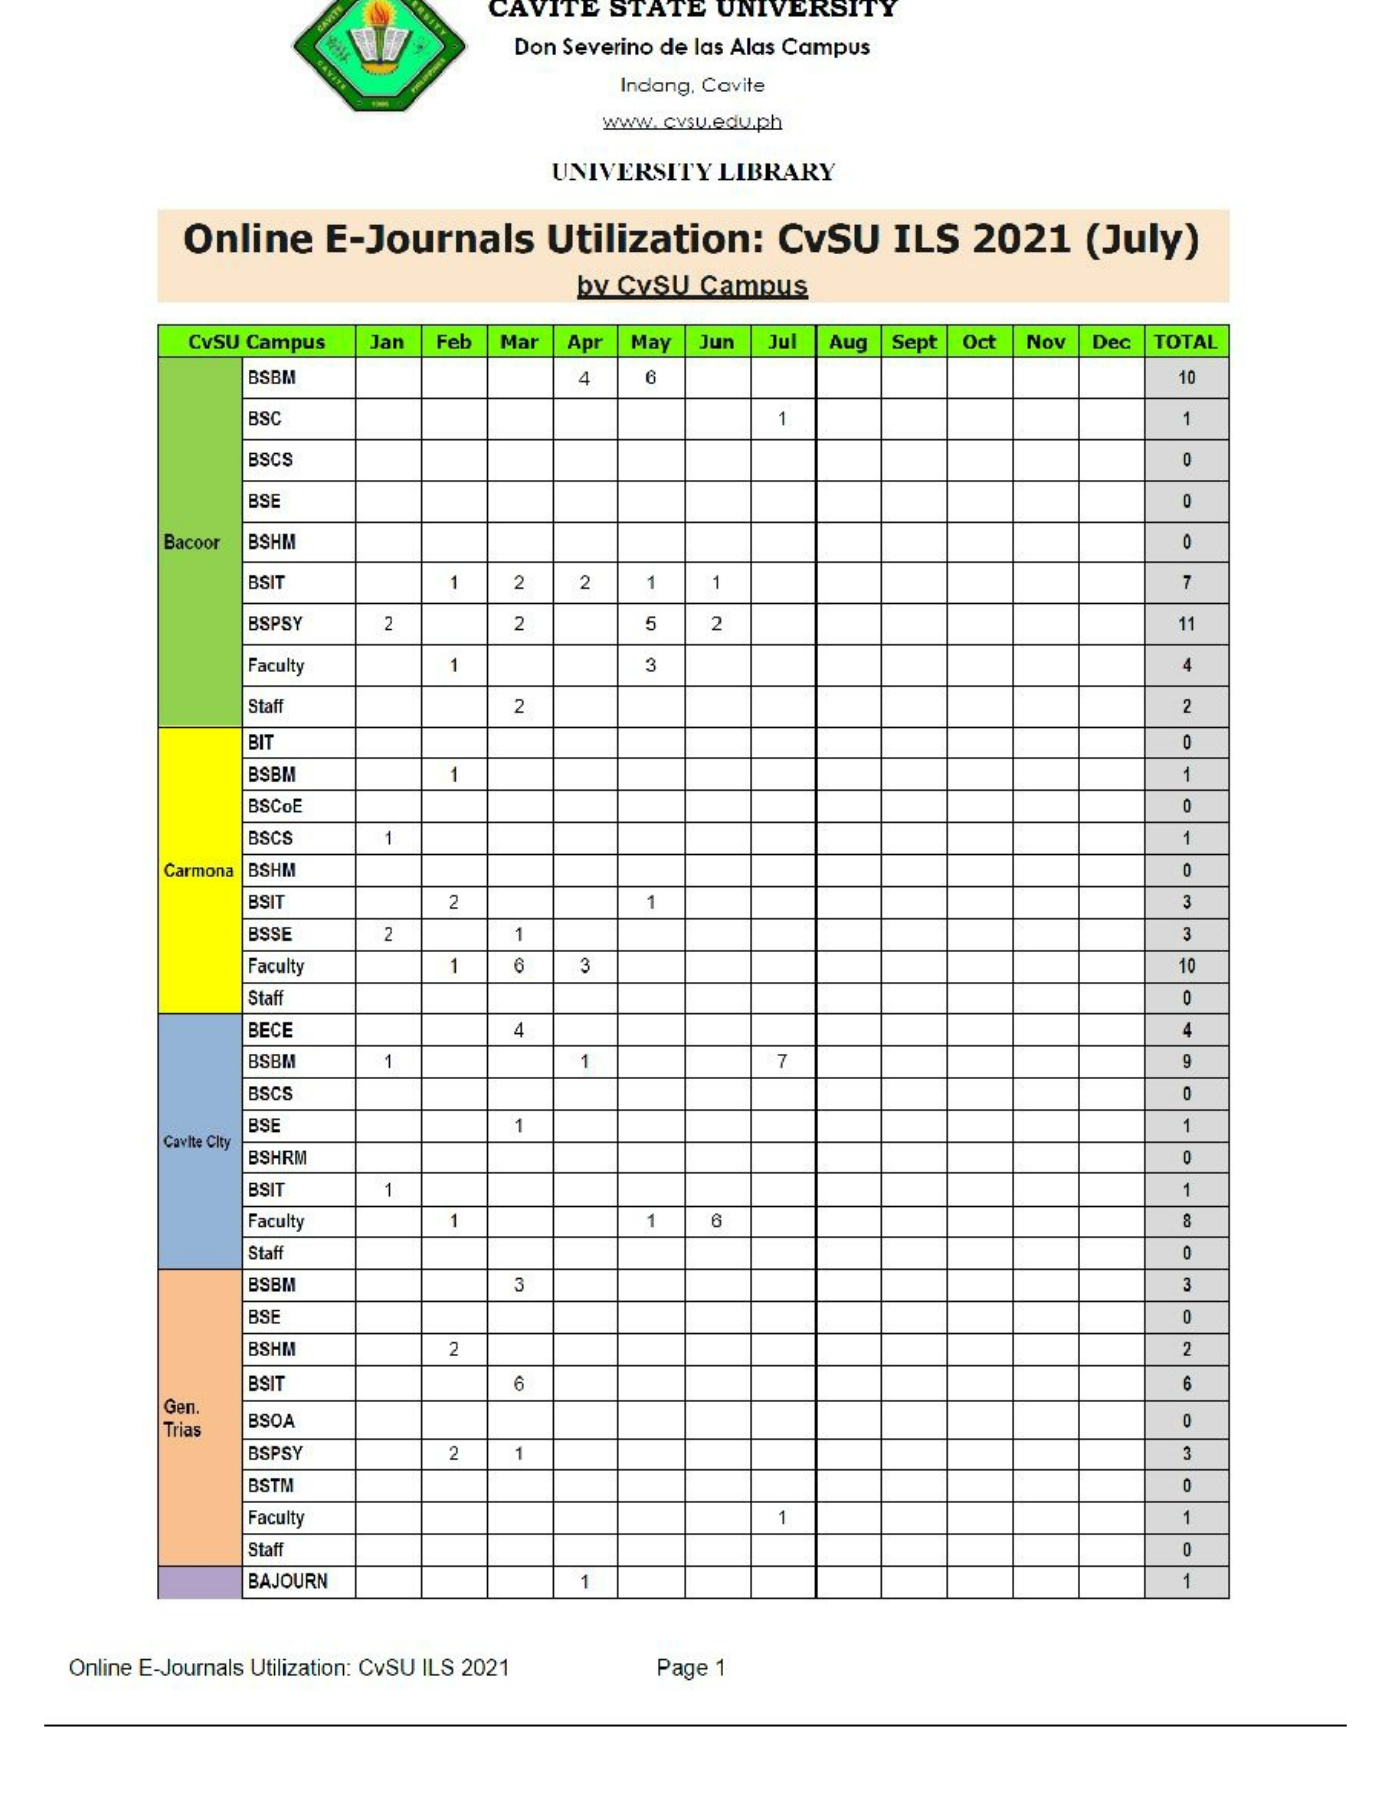 CAVITE STATE UNIVERSITY
Don Severino de las Alas Campus
Indang, Cavite
www. cvsu.edu.ph
UNIVERSITY LIBRARY
Online E-Journals Utilization: CvSU ILS 2021 (July)
by CvSU Campus
CvSU Campus Jan Feb Mar Apr May Jun Jul Aug Sept Oct Nov Dec TOTAL
BSBM 4 6 10
BSC 1 1
BSCS 0
BSE 0
Bacoor BSHM 0
BSIT 1 2 2 1 1 7
BSPSY 2 2 5 2 11
Faculty 1 3 4
Staff 2 2
BIT 0
BSBM 1 1
BSCoE 0
BSCS 1 1
Carmona BSHM 0
BSIT 2 1 3
BSSE 2 1 3
Faculty 1 6 3 10
Staff 0
BECE 4 4
BSBM 1 1 7 9
BSCS 0
BSE 1 1
Cavite City
BSHRM 0
BSIT 1 1
Faculty 1 1 6 8
Staff 0
BSBM 3 3
BSE 0
BSHM 2 2
BSIT 6 6
Gen.
Trias
BSOA 0
BSPSY 2 1 3
BSTM 0
Faculty 1 1
Staff 0
BAJOURN 1 1
Online E-Journals Utilization: CvSU ILS 2021 Page 1